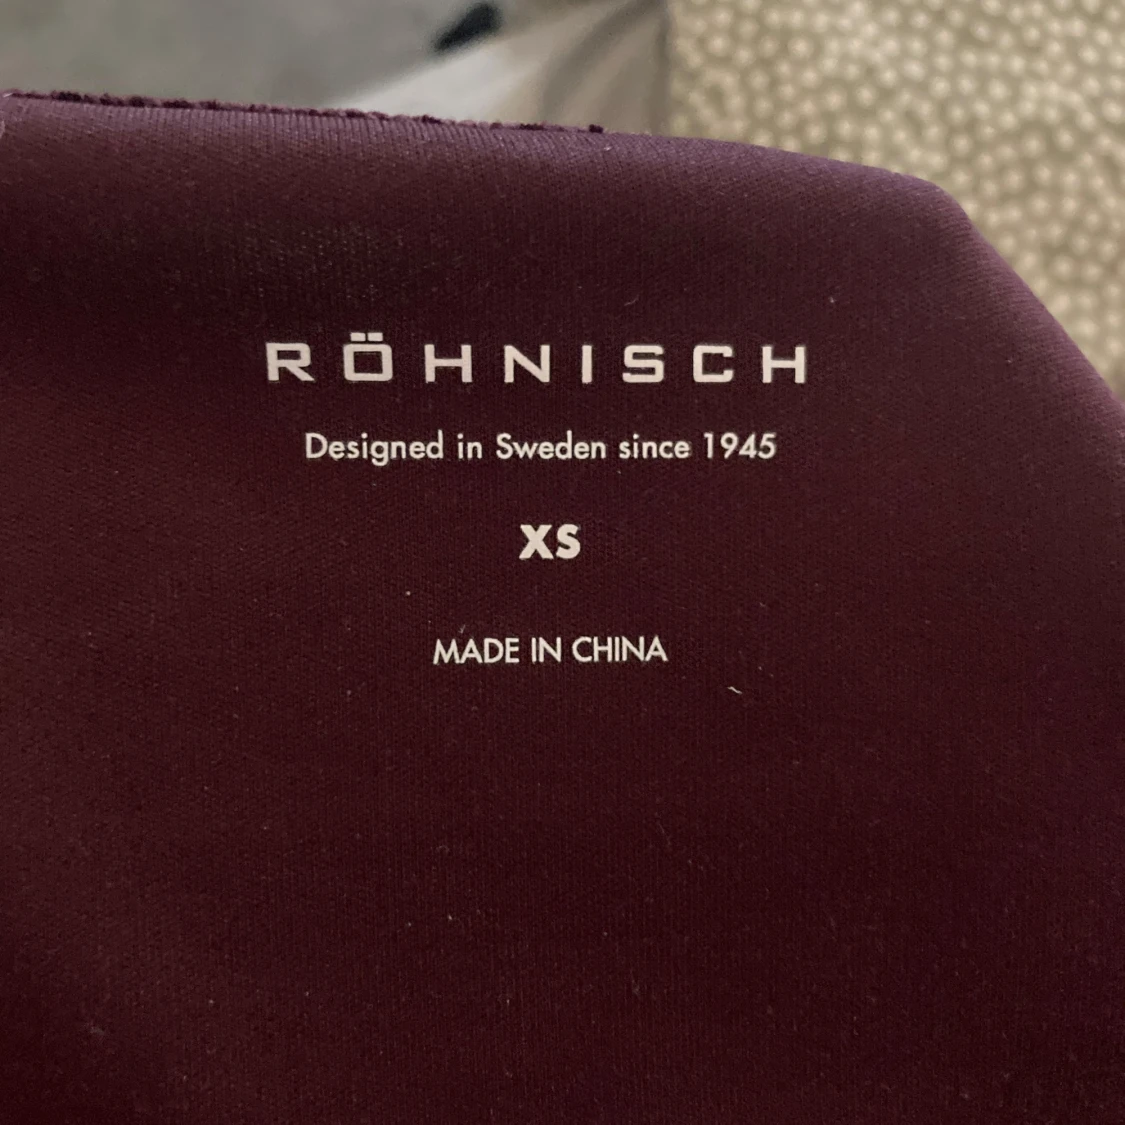 RÖHNISCH
Designed in Sweden since 1945
XS
MADE IN CHINA